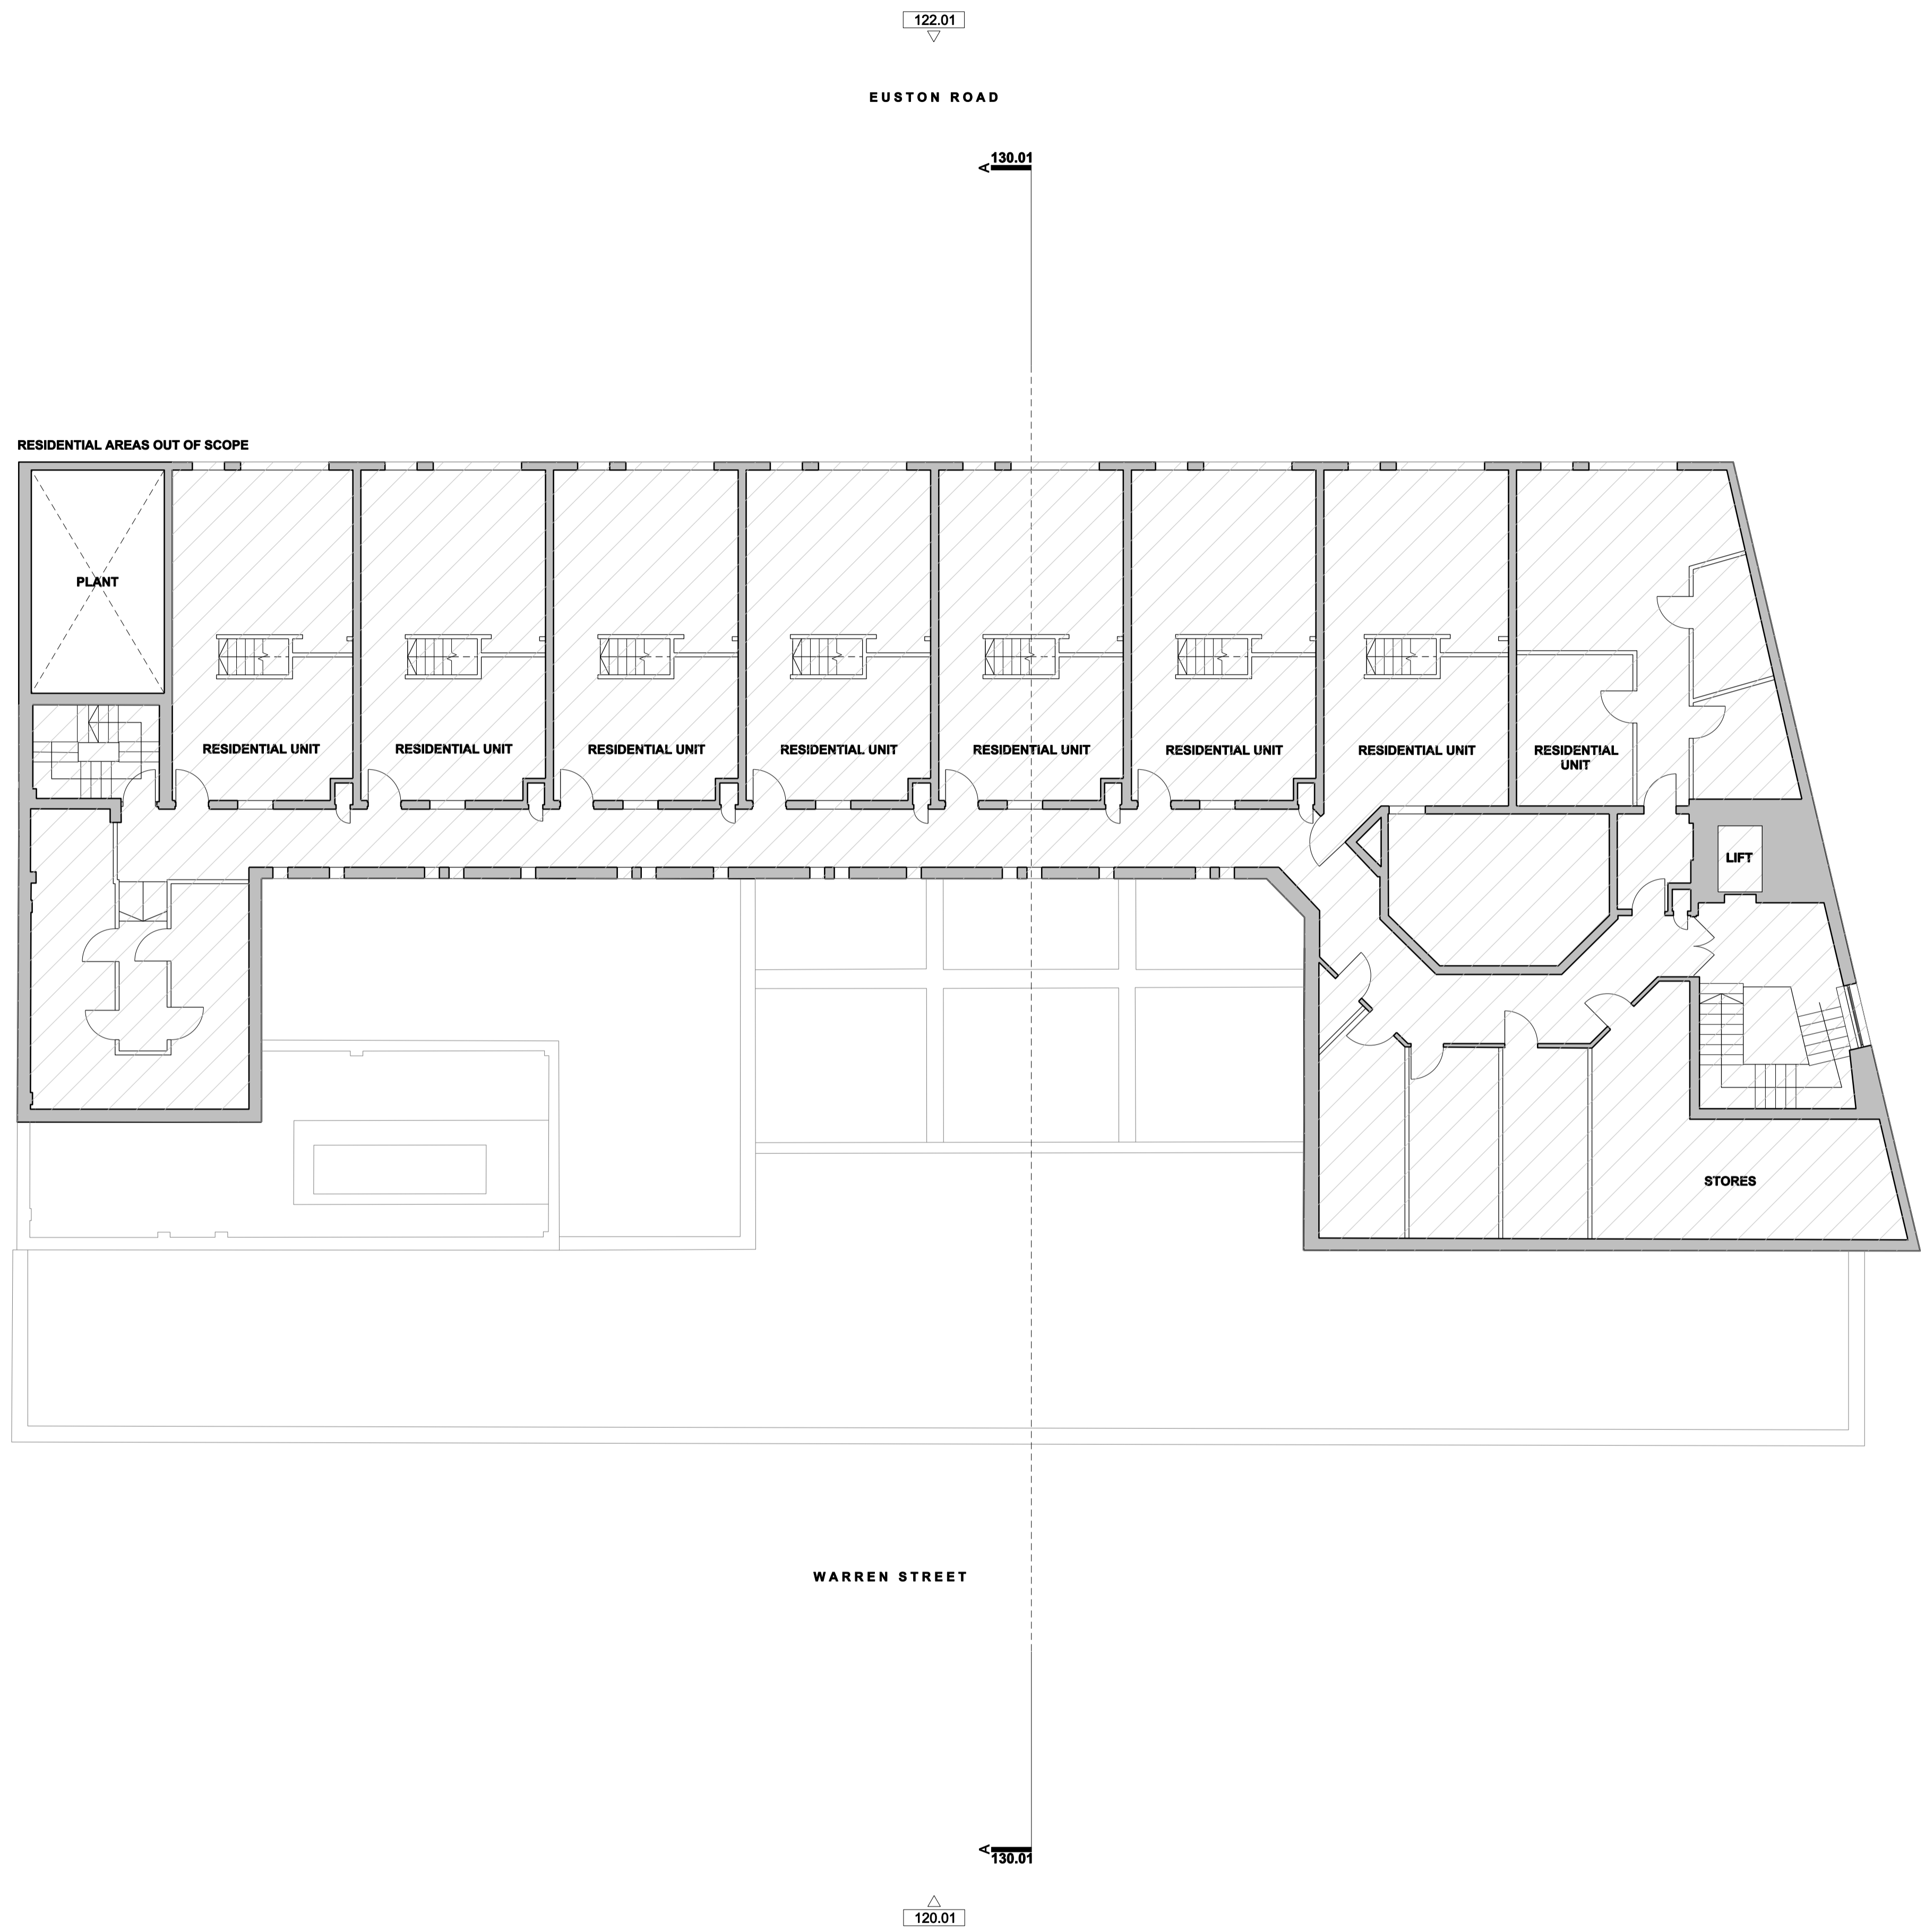 122.01
EUSTON ROAD
130.01
A
RESIDENTIAL AREAS OUT OF SCOPE
PLANT
RESIDENTIAL UNIT
RESIDENTIAL UNIT
RESIDENTIAL UNIT
RESIDENTIAL UNIT
RESIDENTIAL UNIT
RESIDENTIAL UNIT
RESIDENTIAL UNIT
RESIDENTIAL
UNIT
LIFT
STORES
WARREN STREET
A
130.01
120.01